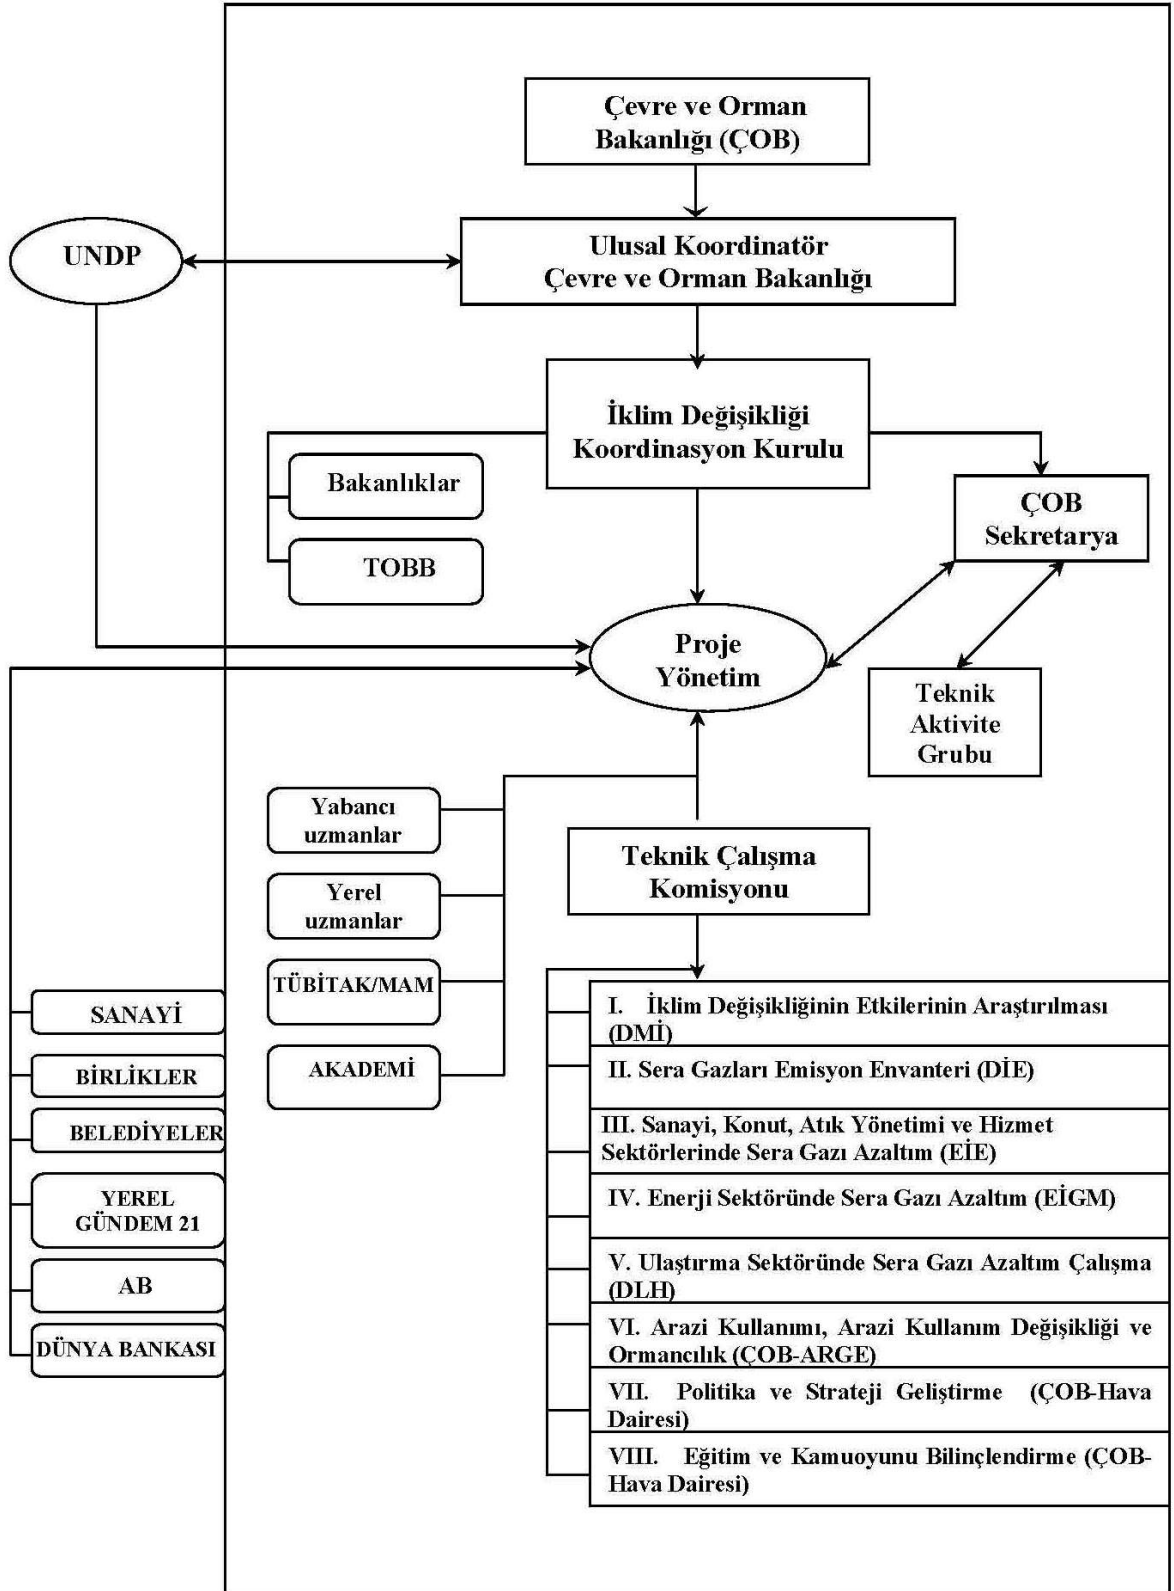 Çevre ve Orman
Bakanlığı (ÇOB)
UNDP
Ulusal Koordinatör
Çevre ve Orman Bakanlığı
İklim Değişikliği
Koordinasyon Kurulu
Bakanlıklar
TOBB
ÇOB
Sekretarya
Proje
Yönetim
Teknik
Aktivite
Grubu
Yabancı
uzmanlar
Yerel
uzmanlar
TÜBİTAK/MAM
AKADEMİ
Teknik Çalışma
Komisyonu
SANAYİ
BİRLİKLER
BELEDİYELER
YEREL
GÜNDEM 21
AB
DÜNYA BANKASI
I. İklim Değişikliğinin Etkilerinin Araştırılması
(DMİ)
II. Sera Gazları Emisyon Envanteri (DİE)
III. Sanayi, Konut, Atık Yönetimi ve Hizmet
Sektörlerinde Sera Gazı Azaltım (EİE)
IV. Enerji Sektöründe Sera Gazı Azaltım (EİGM)
V. Ulaştırma Sektöründe Sera Gazı Azaltım Çalışma
(DLH)
VI. Arazi Kullanımı, Arazi Kullanım Değişikliği ve
Ormancılık (ÇOB-ARGE)
VII. Politika ve Strateji Geliştirme (ÇOB-Hava
Dairesi)
VIII. Eğitim ve Kamuoyunu Bilinçlendirme (ÇOB-
Hava Dairesi)